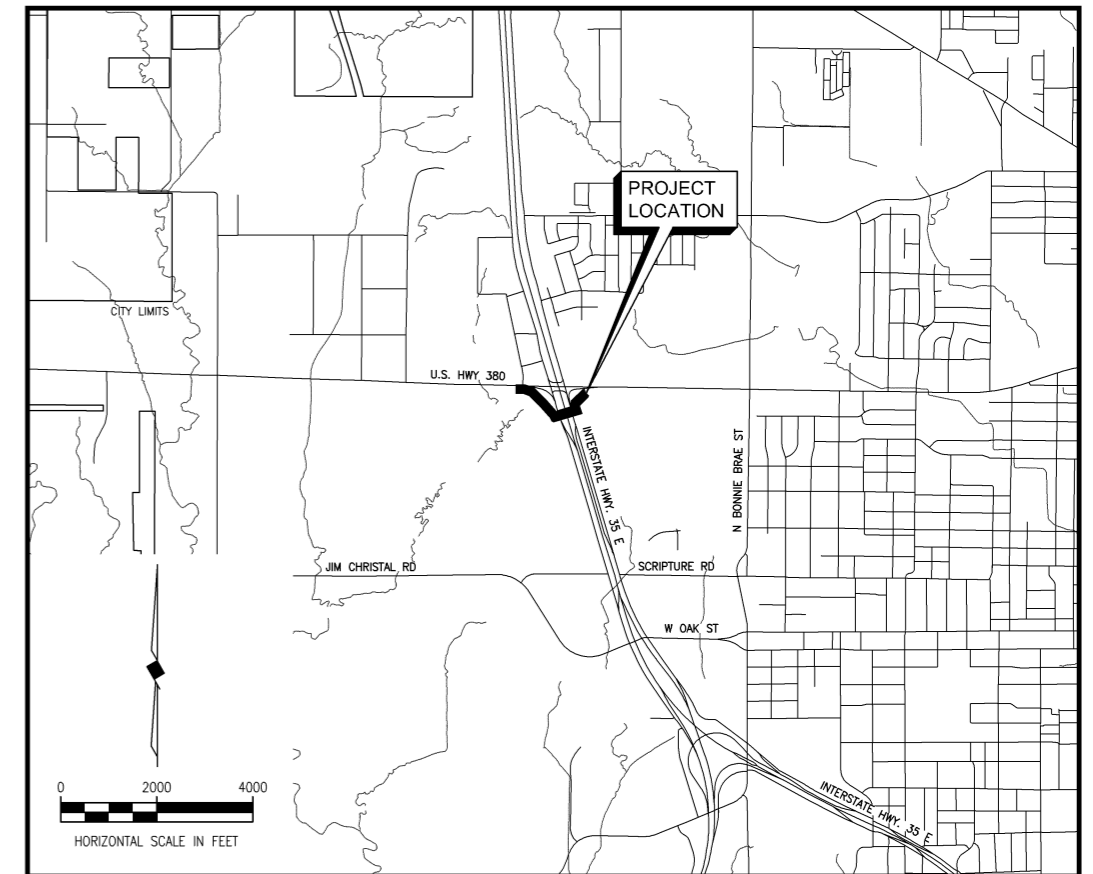 PROJECT
LOCATION
CITY LIMITS
U.S. HWY 380
INTERSTATE HWY. 35 E
N BONNIE BRAE ST
JIM CHRISTAL RD
SCRIPTURE RD
W OAK ST
INTERSTATE HWY. 35 E
0 2000 4000
HORIZONTAL SCALE IN FEET